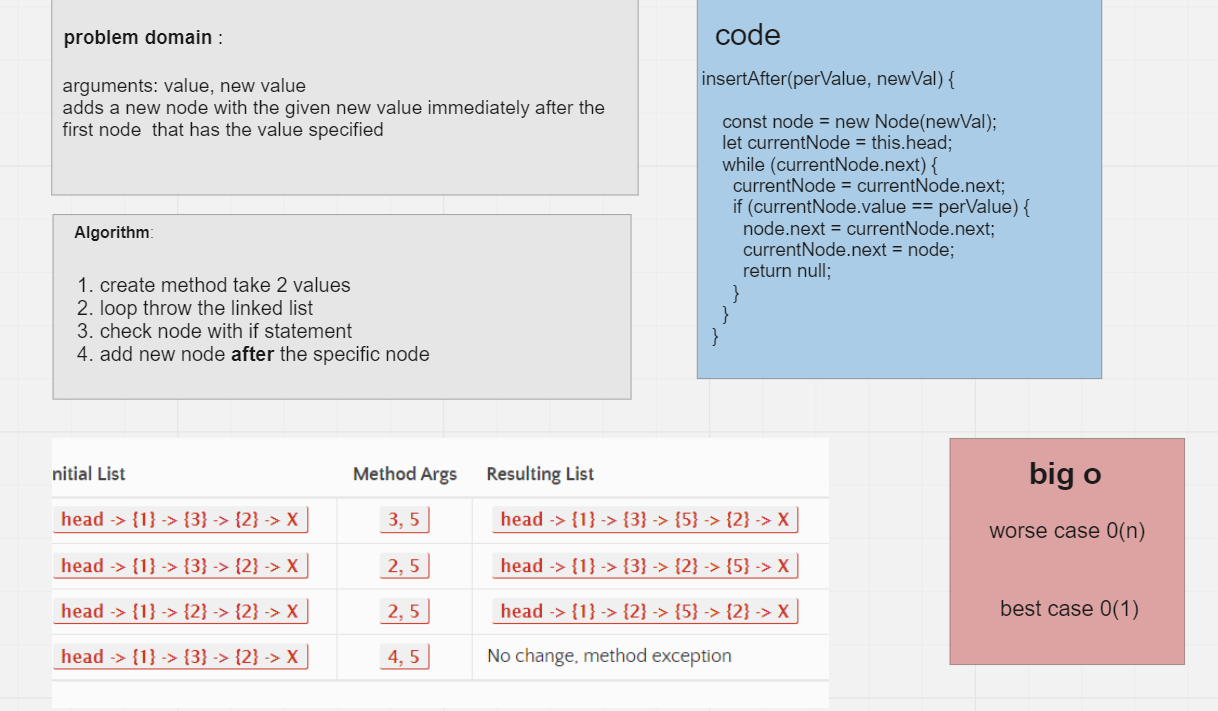 problem domain :
arguments: value, new value
adds a new node with the given new value immediately after the
first node that has the value specified
Algorithm:
1. create method take 2 values
2. loop throw the linked list
3. check node with if statement
4. add new node after the specific node
code
insertAfter(perValue, newVal) {
const node = new Node(newVal);
let currentNode = this.head;
while (currentNode.next) {
currentNode = currentNode.next;
if (currentNode.value == perValue) {
node.next = currentNode.next;
currentNode.next = node;
return null;
}
}
}
nitial List Method Args Resulting List
head -> {1} -> {3} -> {2} -> X 3, 5 head -> {1} -> {3} -> {5} -> {2} -> X
head -> {1} -> {3} -> {2} -> X 2, 5 head -> {1} -> {3} -> {2} -> {5} -> X
head -> {1} -> {2} -> {2} -> X 2, 5 head -> {1} -> {2} -> {5} -> {2} -> X
head -> {1} -> {3} -> {2} -> X 4, 5 No change, method exception
big o
worse case 0(n)
best case 0(1)